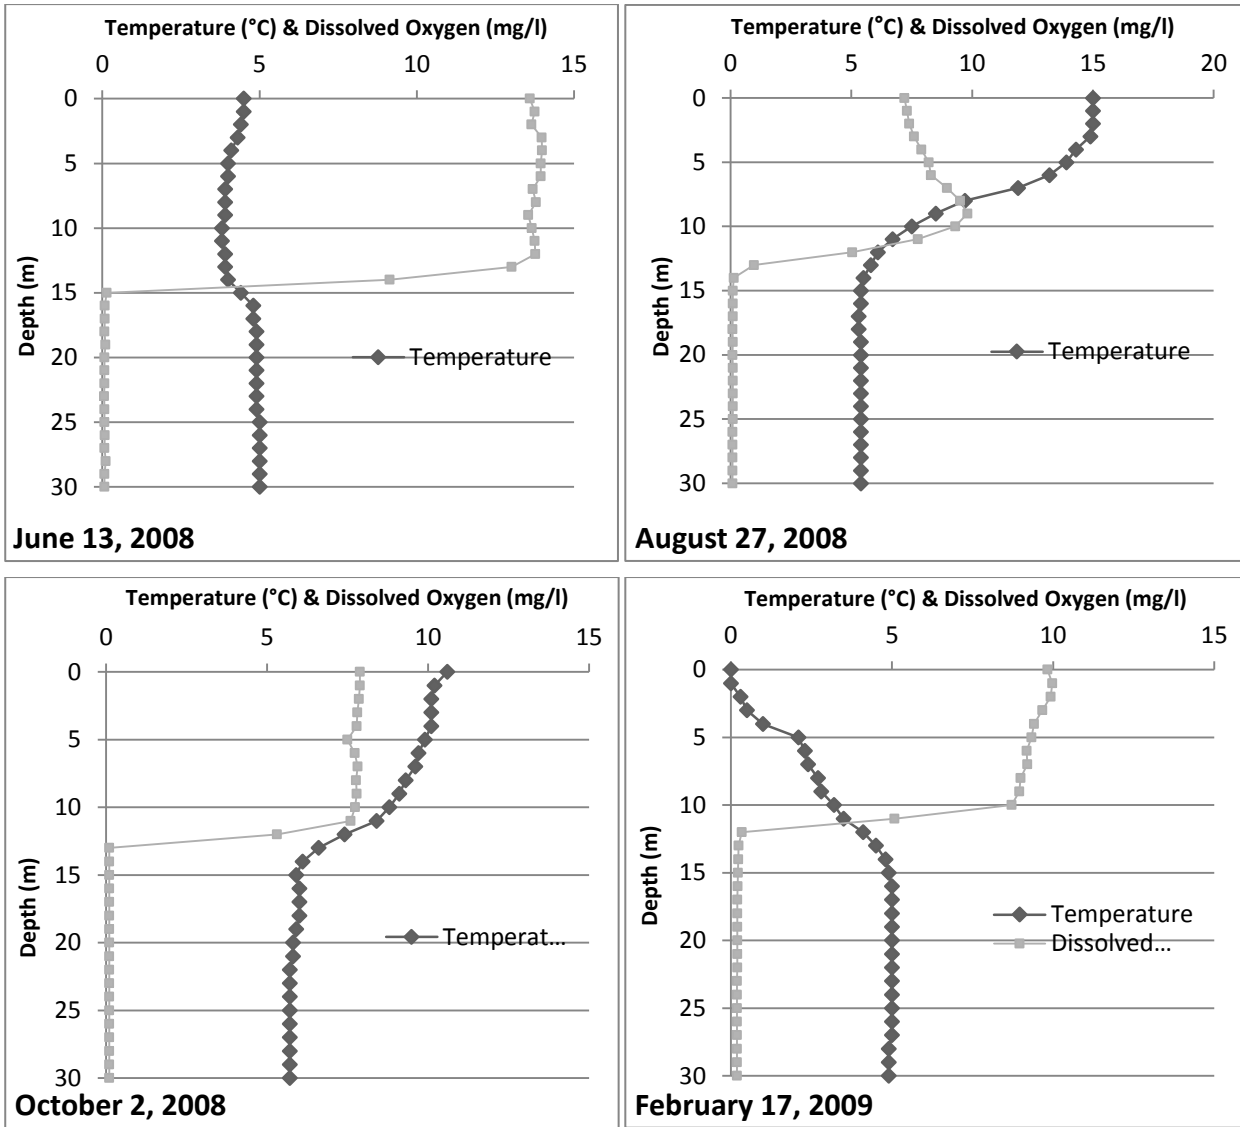 Temperature (°C) & Dissolved Oxygen (mg/l)
0 5 10 15
0
5
10
15
20
25
30
Depth (m)
Temperature
June 13, 2008
Temperature (°C) & Dissolved Oxygen (mg/l)
0 5 10 15 20
0
5
10
15
20
25
30
Depth (m)
Temperature
August 27, 2008
Temperature (°C) & Dissolved Oxygen (mg/l)
0 5 10 15
0
5
10
15
20
25
30
Depth (m)
Temperat...
October 2, 2008
Temperature (°C) & Dissolved Oxygen (mg/l)
0 5 10 15
0
5
10
15
20
25
30
Depth (m)
Temperature
Dissolved...
February 17, 2009